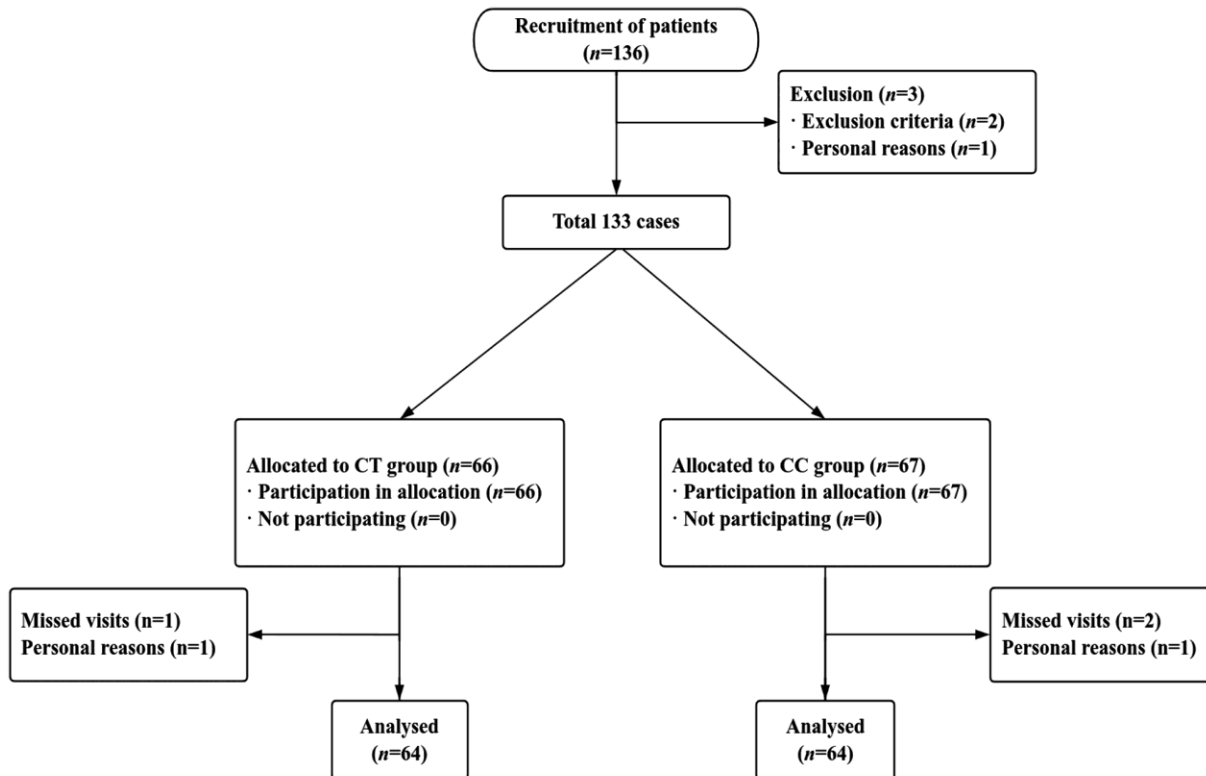 Recruitment of patients
(n=136)
Exclusion (n=3)
· Exclusion criteria (n=2)
· Personal reasons (n=1)
Total 133 cases
Allocated to CT group (n=66)
· Participation in allocation (n=66)
· Not participating (n=0)
Allocated to CC group (n=67)
· Participation in allocation (n=67)
· Not participating (n=0)
Missed visits (n=1)
Personal reasons (n=1)
Missed visits (n=2)
Personal reasons (n=1)
Analysed
(n=64)
Analysed
(n=64)